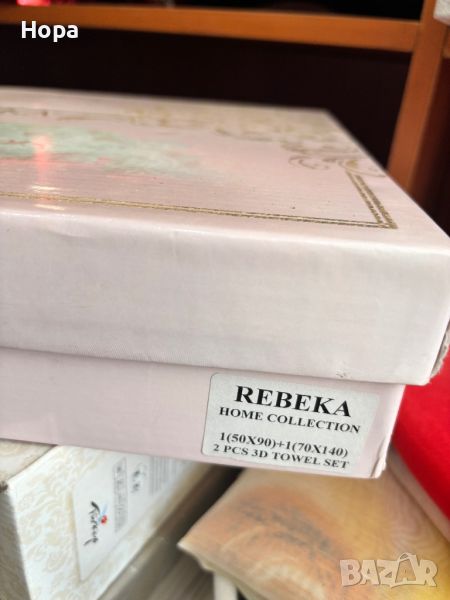 Нора
REBEKA
HOME COLLECTION
1(50X90)+1(70X140)
2 PCS 3D TOWEL SET
BAZAR